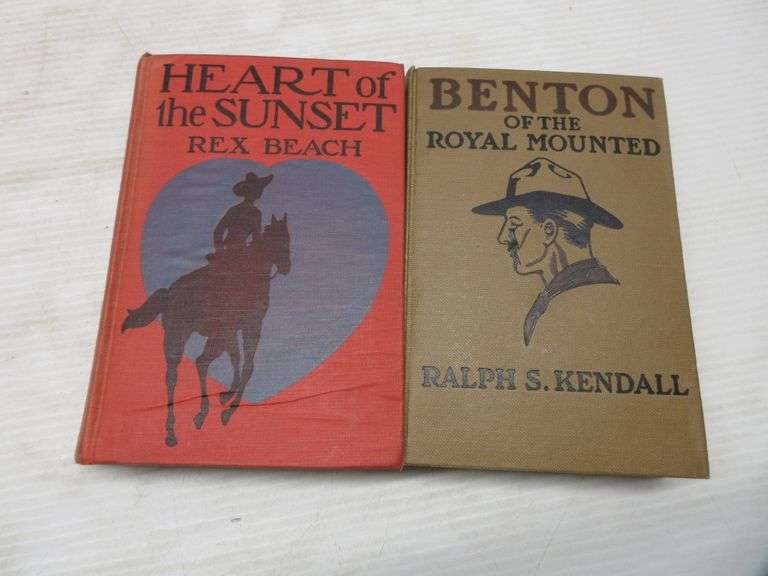 HEART of
the SUNSET
REX BEACH
BENTON
OF THE
ROYAL MOUNTED
RALPH S. KENDALL